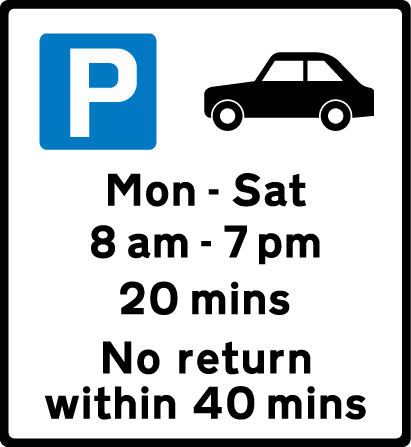 P
Mon - Sat
8 am - 7 pm
20 mins
No return
within 40 mins